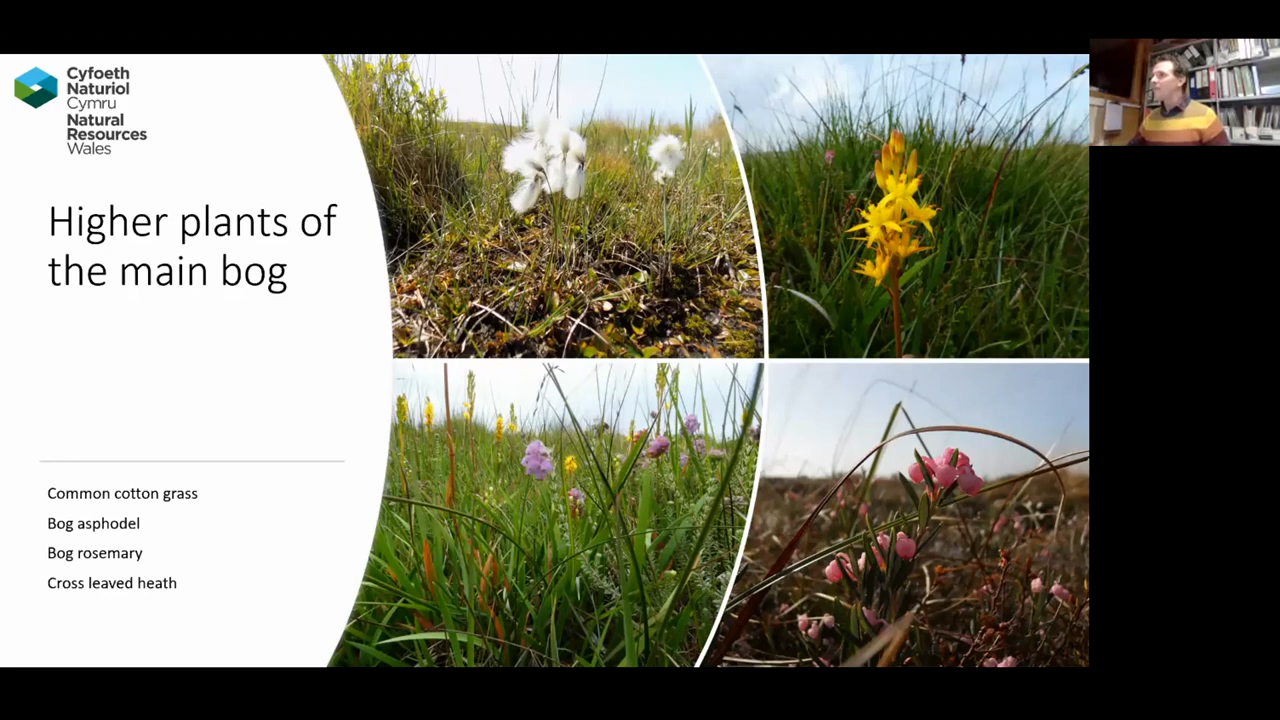 Cyfoeth
Naturiol
Cymru
Natural
Resources
Wales
Higher plants of
the main bog
Common cotton grass
Bog asphodel
Bog rosemary
Cross leaved heath